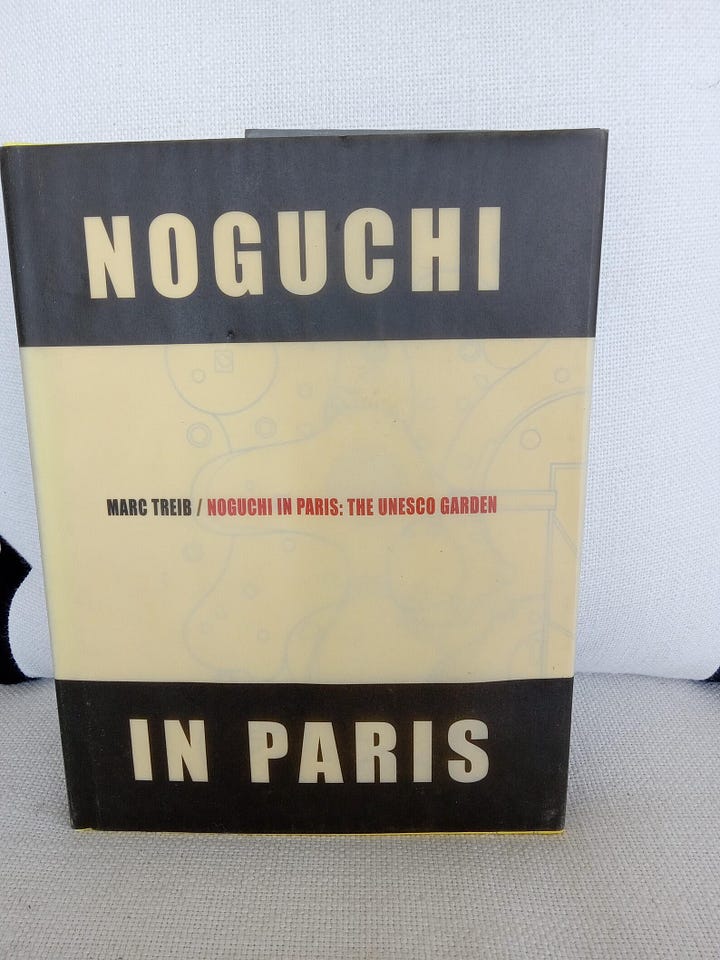 NOGUCHI
MARC TREIB / NOGUCHI IN PARIS: THE UNESCO GARDEN
IN PARIS